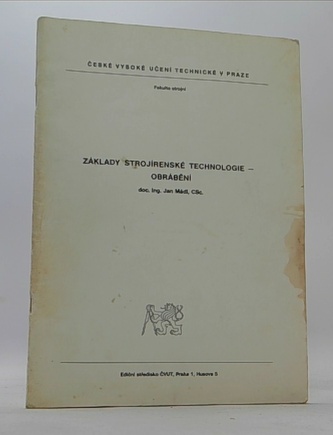 ČESKÉ VYSOKÉ UČENÍ TECHNICKÉ V PRAZE
Fakulta strojní
ZÁKLADY STROJÍRENSKÉ TECHNOLOGIE –
OBRÁBĚNÍ
doc. Ing. Jan Mádl, CSc.
Ediční středisko ČVUT, Praha 1, Husova 5